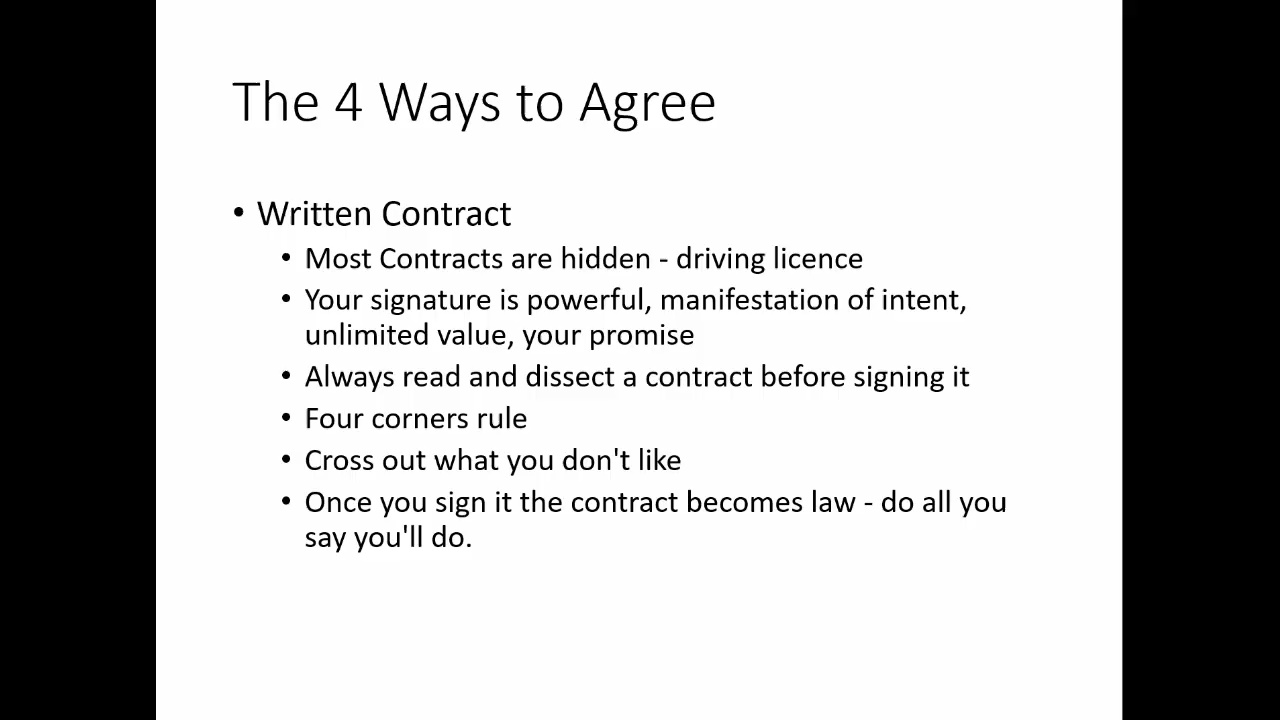 The 4 Ways to Agree
• Written Contract
• Most Contracts are hidden - driving licence
• Your signature is powerful, manifestation of intent,
unlimited value, your promise
• Always read and dissect a contract before signing it
• Four corners rule
• Cross out what you don't like
• Once you sign it the contract becomes law - do all you
say you'll do.